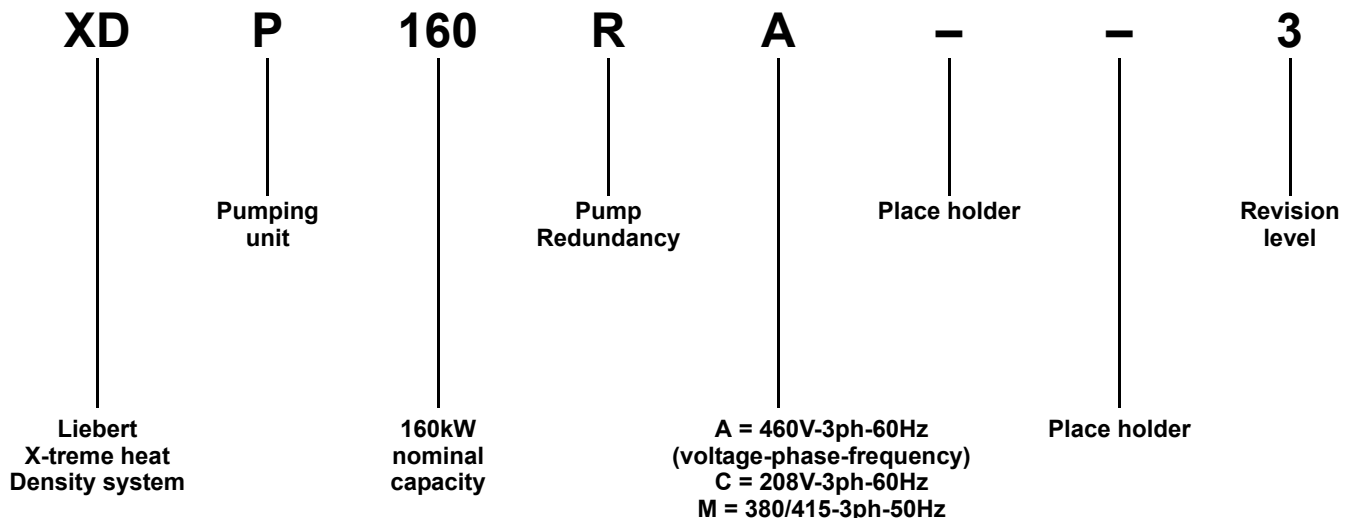 XD P 160 R A – – 3
Pumping
unit
Pump
Redundancy
Place holder
Revision
level
Liebert
X-treme heat
Density system
160kW
nominal
capacity
A = 460V-3ph-60Hz
(voltage-phase-frequency)
C = 208V-3ph-60Hz
M = 380/415-3ph-50Hz
Place holder